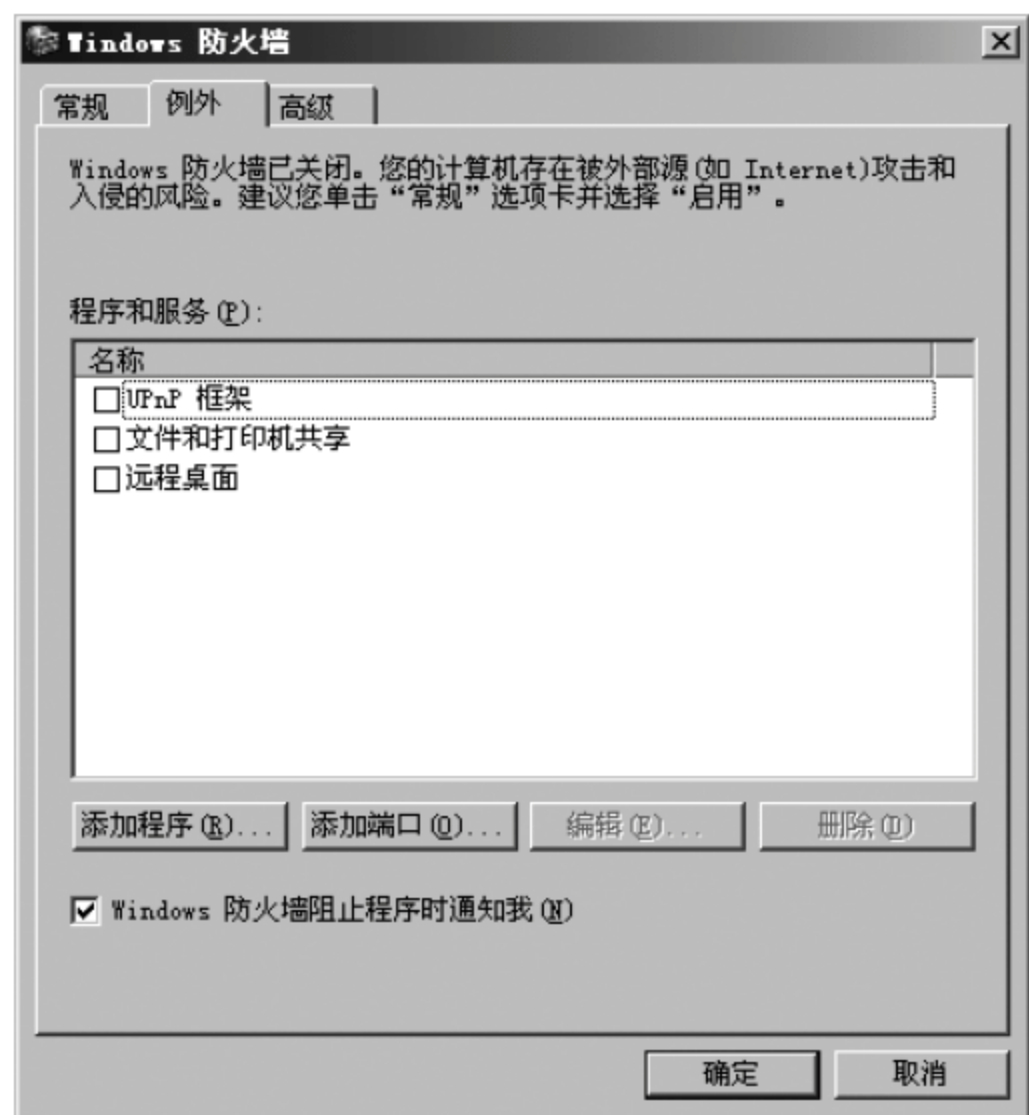 Windows 防火墙
常规 例外 高级
Windows 防火墙已关闭。您的计算机存在被外部源(如 Internet)攻击和
入侵的风险。建议您单击“常规”选项卡并选择“启用”。
程序和服务(P):
名称
UPnP 框架
文件和打印机共享
远程桌面
添加程序(R)... 添加端口(O)... 编辑(E)... 删除(D)
Windows 防火墙阻止程序时通知我(N)
确定 取消